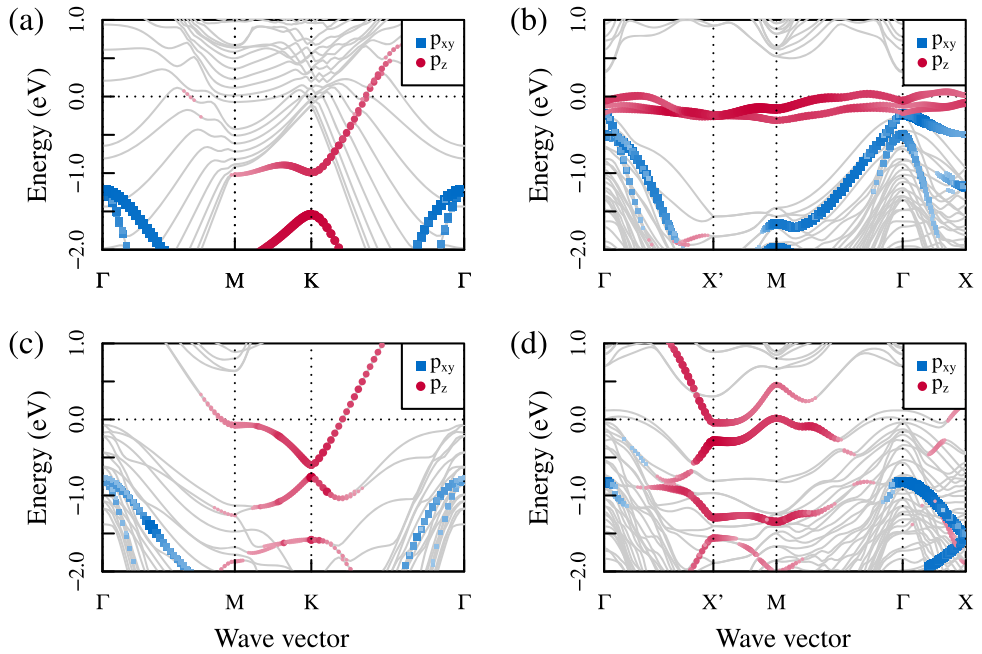 (a)
Energy (eV)
1.0
0.0
−1.0
−2.0
p_xy
p_z
Γ
M
K
Γ
(b)
Energy (eV)
1.0
0.0
−1.0
−2.0
p_xy
p_z
Γ
X'
M
Γ
X
(c)
Energy (eV)
1.0
0.0
−1.0
−2.0
p_xy
p_z
Γ
M
K
Γ
Wave vector
(d)
Energy (eV)
1.0
0.0
−1.0
−2.0
p_xy
p_z
Γ
X'
M
Γ
X
Wave vector